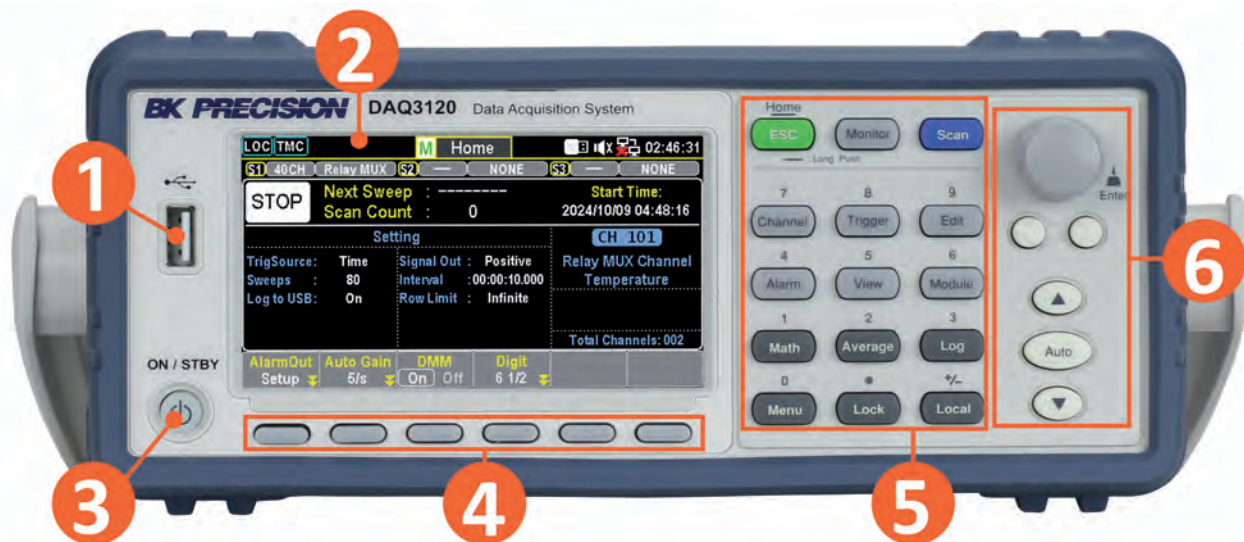 BK PRECISION DAQ3120 Data Acquisition System
1
2
LOC TMC M Home 02:46:31
S1 40CH Relay MUX S2 — NONE S3 — NONE
STOP
Next Sweep : --------
Scan Count : 0
Start Time:
2024/10/09 04:48:16
Setting
TrigSource: Time Signal Out : Positive
Sweeps : 80 Interval :00:00:10.000
Log to USB: On Row Limit : Infinite
CH 101
Relay MUX Channel
Temperature
Total Channels: 002
AlarmOut Auto Gain DMM Digit
Setup 5/s On Off 6 1/2
ON / STBY
3
4
Home
ESC Monitor Scan
: Long Push
7 8 9
Channel Trigger Edit
4 5 6
Alarm View Module
1 2 3
Math Average Log
0 • +/−
Menu Lock Local
5
Enter
▲
Auto
▼
6